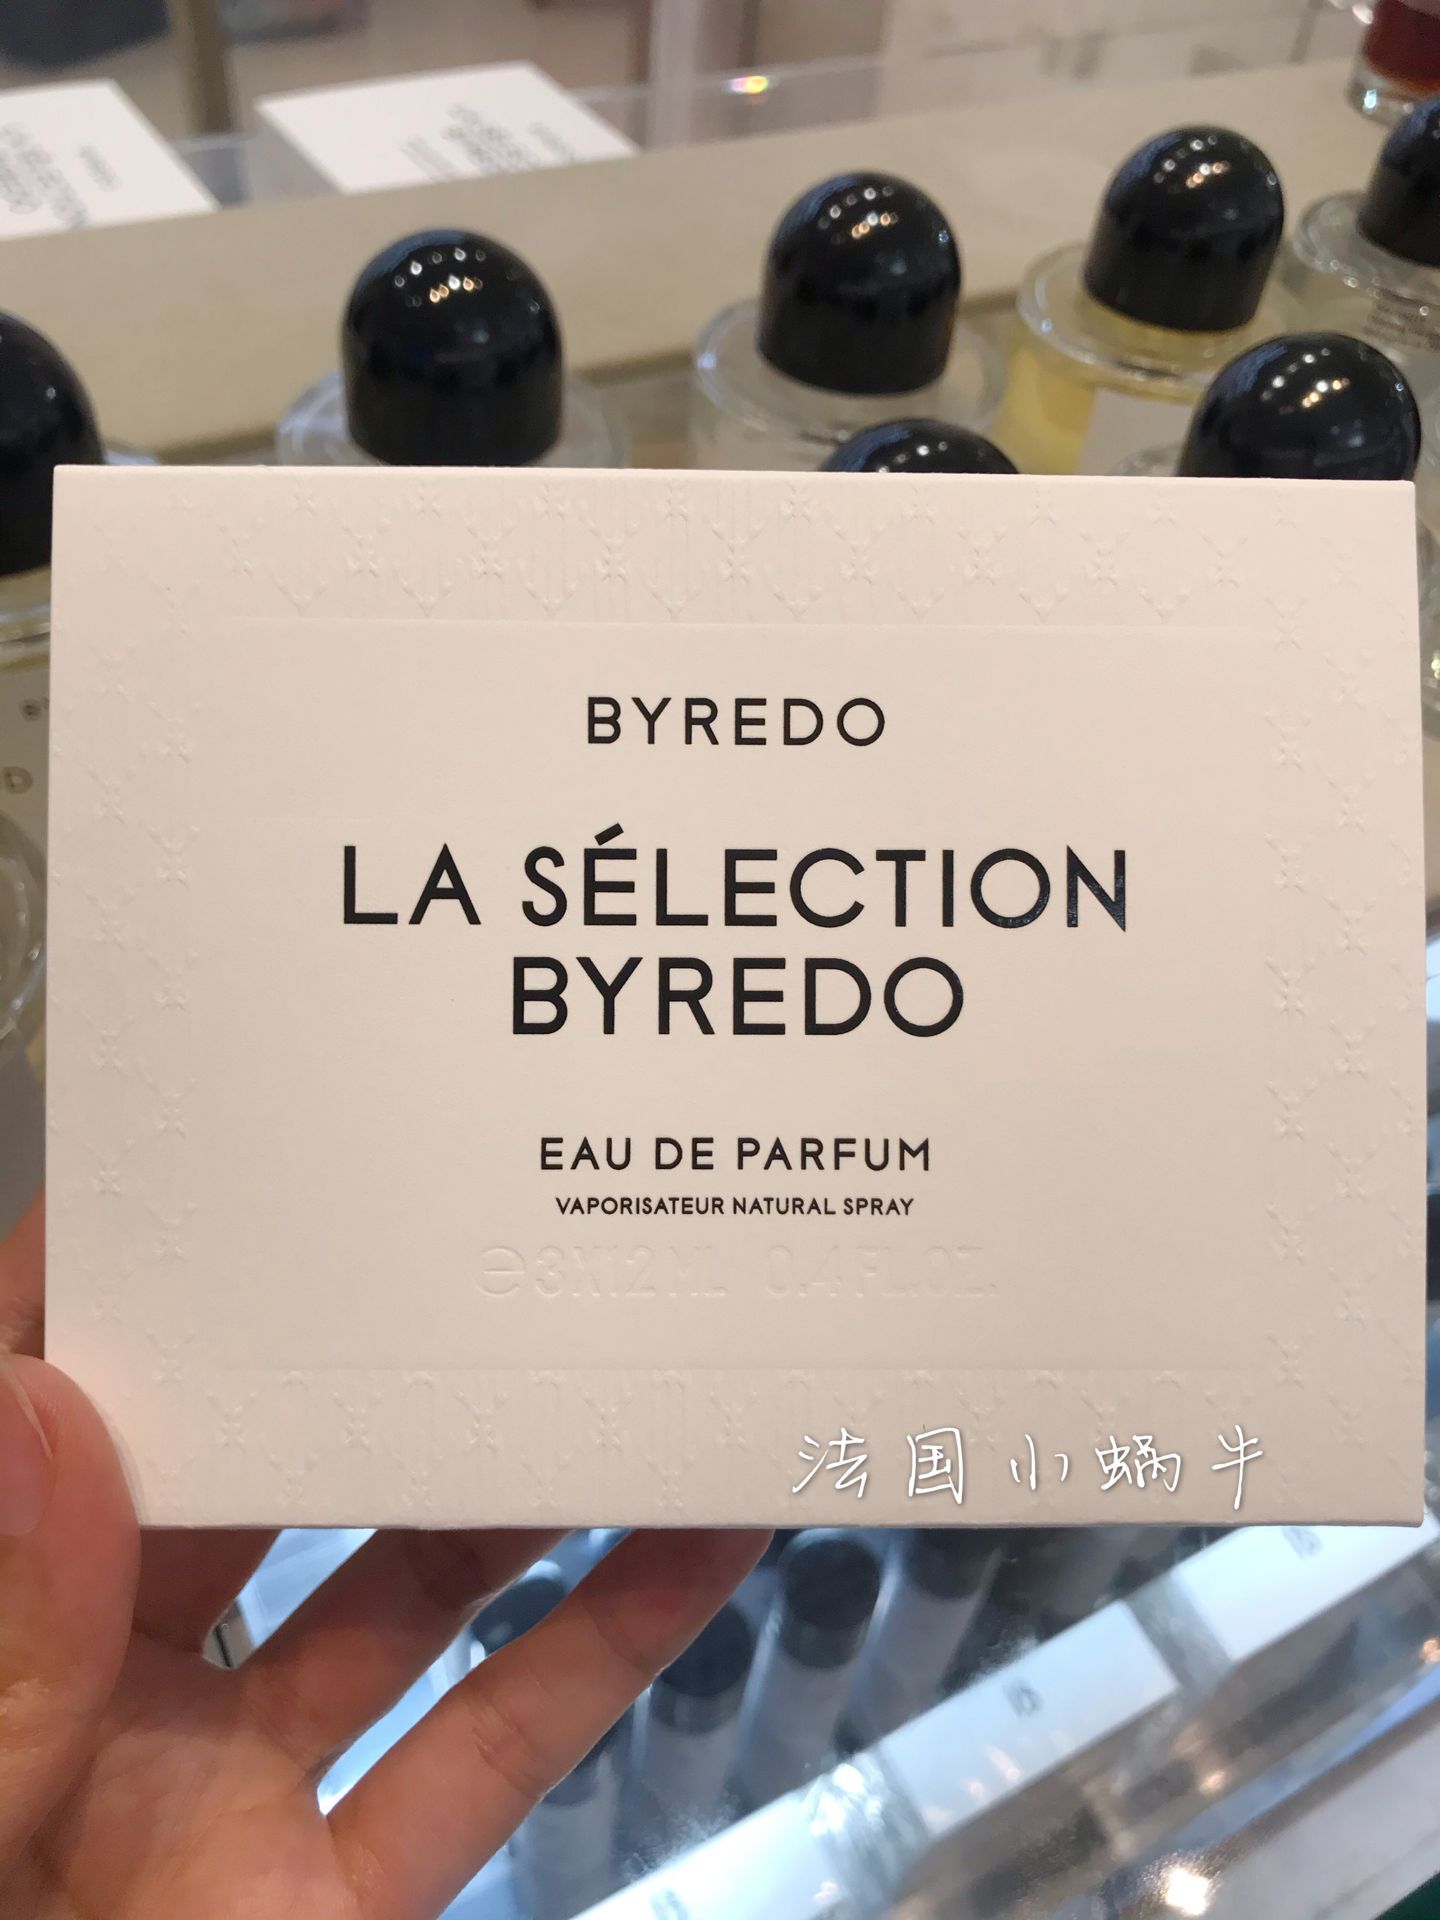 BYREDO
LA SÉLECTION
BYREDO
EAU DE PARFUM
VAPORISATEUR NATURAL SPRAY
℮3X12 ML 0.4 FL.OZ.
法国小蜗牛